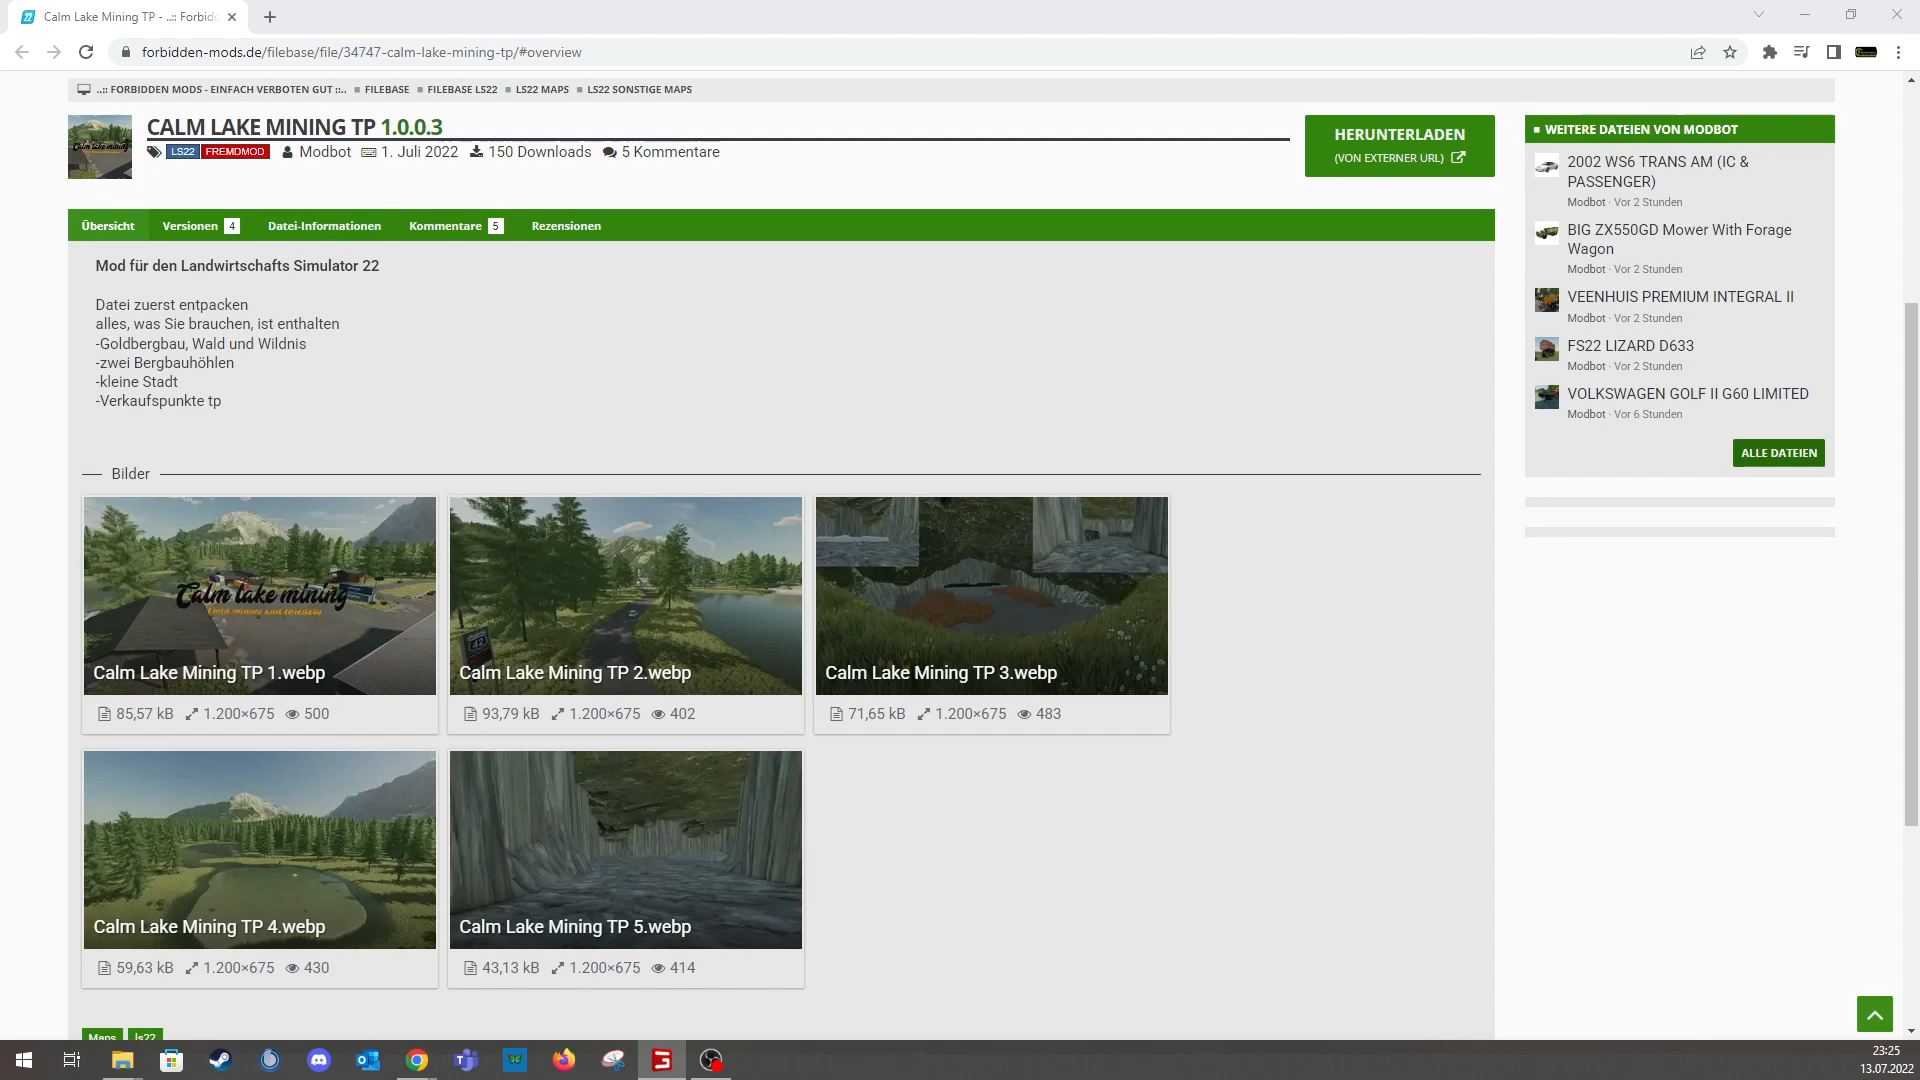 Calm Lake Mining TP - ..:: Forbid
forbidden-mods.de/filebase/file/34747-calm-lake-mining-tp/#overview
..:: FORBIDDEN MODS - EINFACH VERBOTEN GUT ::.. FILEBASE FILEBASE LS22 LS22 MAPS LS22 SONSTIGE MAPS
CALM LAKE MINING TP 1.0.0.3
LS22 FREMDMOD Modbot 1. Juli 2022 150 Downloads 5 Kommentare
HERUNTERLADEN
(VON EXTERNER URL)
Übersicht Versionen 4 Datei-Informationen Kommentare 5 Rezensionen
Mod für den Landwirtschafts Simulator 22
Datei zuerst entpacken
alles, was Sie brauchen, ist enthalten
-Goldbergbau, Wald und Wildnis
-zwei Bergbauhöhlen
-kleine Stadt
-Verkaufspunkte tp
Bilder
Calm lake mining
Calm Lake Mining TP 1.webp
85,57 kB 1.200×675 500
42
Calm Lake Mining TP 2.webp
93,79 kB 1.200×675 402
Calm Lake Mining TP 3.webp
71,65 kB 1.200×675 483
Calm Lake Mining TP 4.webp
59,63 kB 1.200×675 430
Calm Lake Mining TP 5.webp
43,13 kB 1.200×675 414
Maps ls22
WEITERE DATEIEN VON MODBOT
2002 WS6 TRANS AM (IC &
PASSENGER)
Modbot · Vor 2 Stunden
BIG ZX550GD Mower With Forage
Wagon
Modbot · Vor 2 Stunden
VEENHUIS PREMIUM INTEGRAL II
Modbot · Vor 2 Stunden
FS22 LIZARD D633
Modbot · Vor 2 Stunden
VOLKSWAGEN GOLF II G60 LIMITED
Modbot · Vor 6 Stunden
ALLE DATEIEN
23:25
13.07.2022